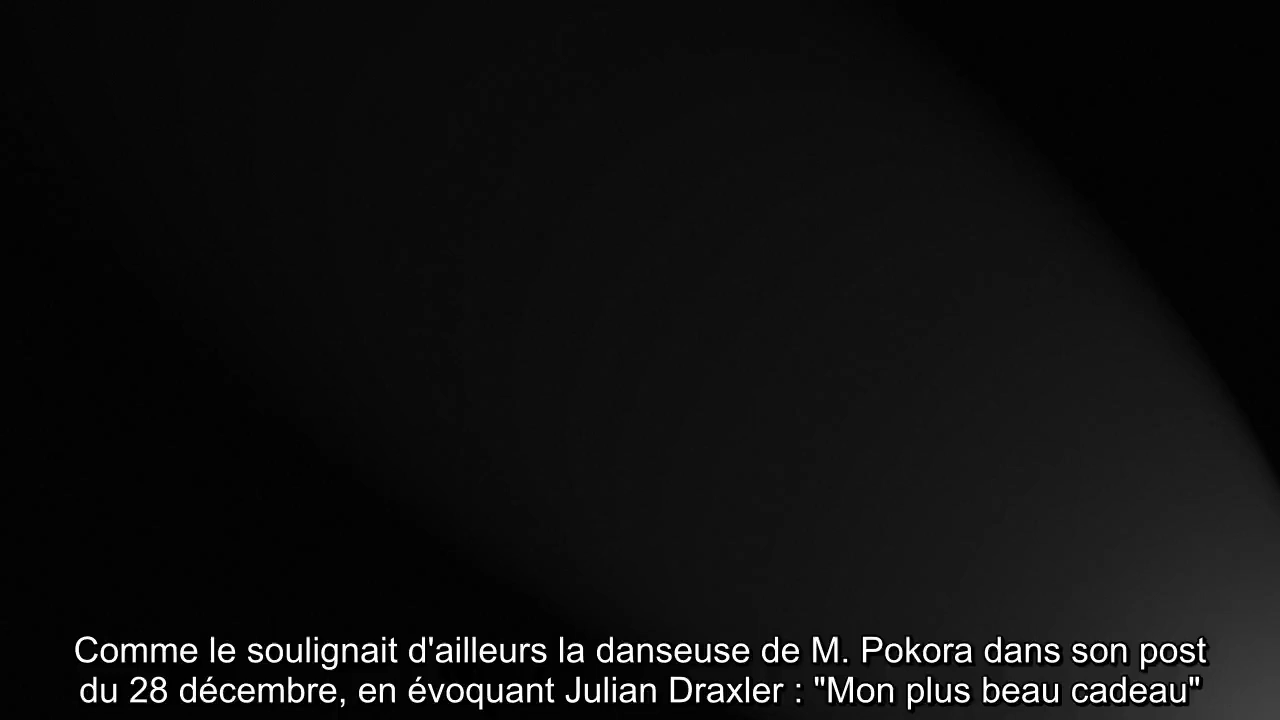 Comme le soulignait d'ailleurs la danseuse de M. Pokora dans son post
du 28 décembre, en évoquant Julian Draxler : "Mon plus beau cadeau"